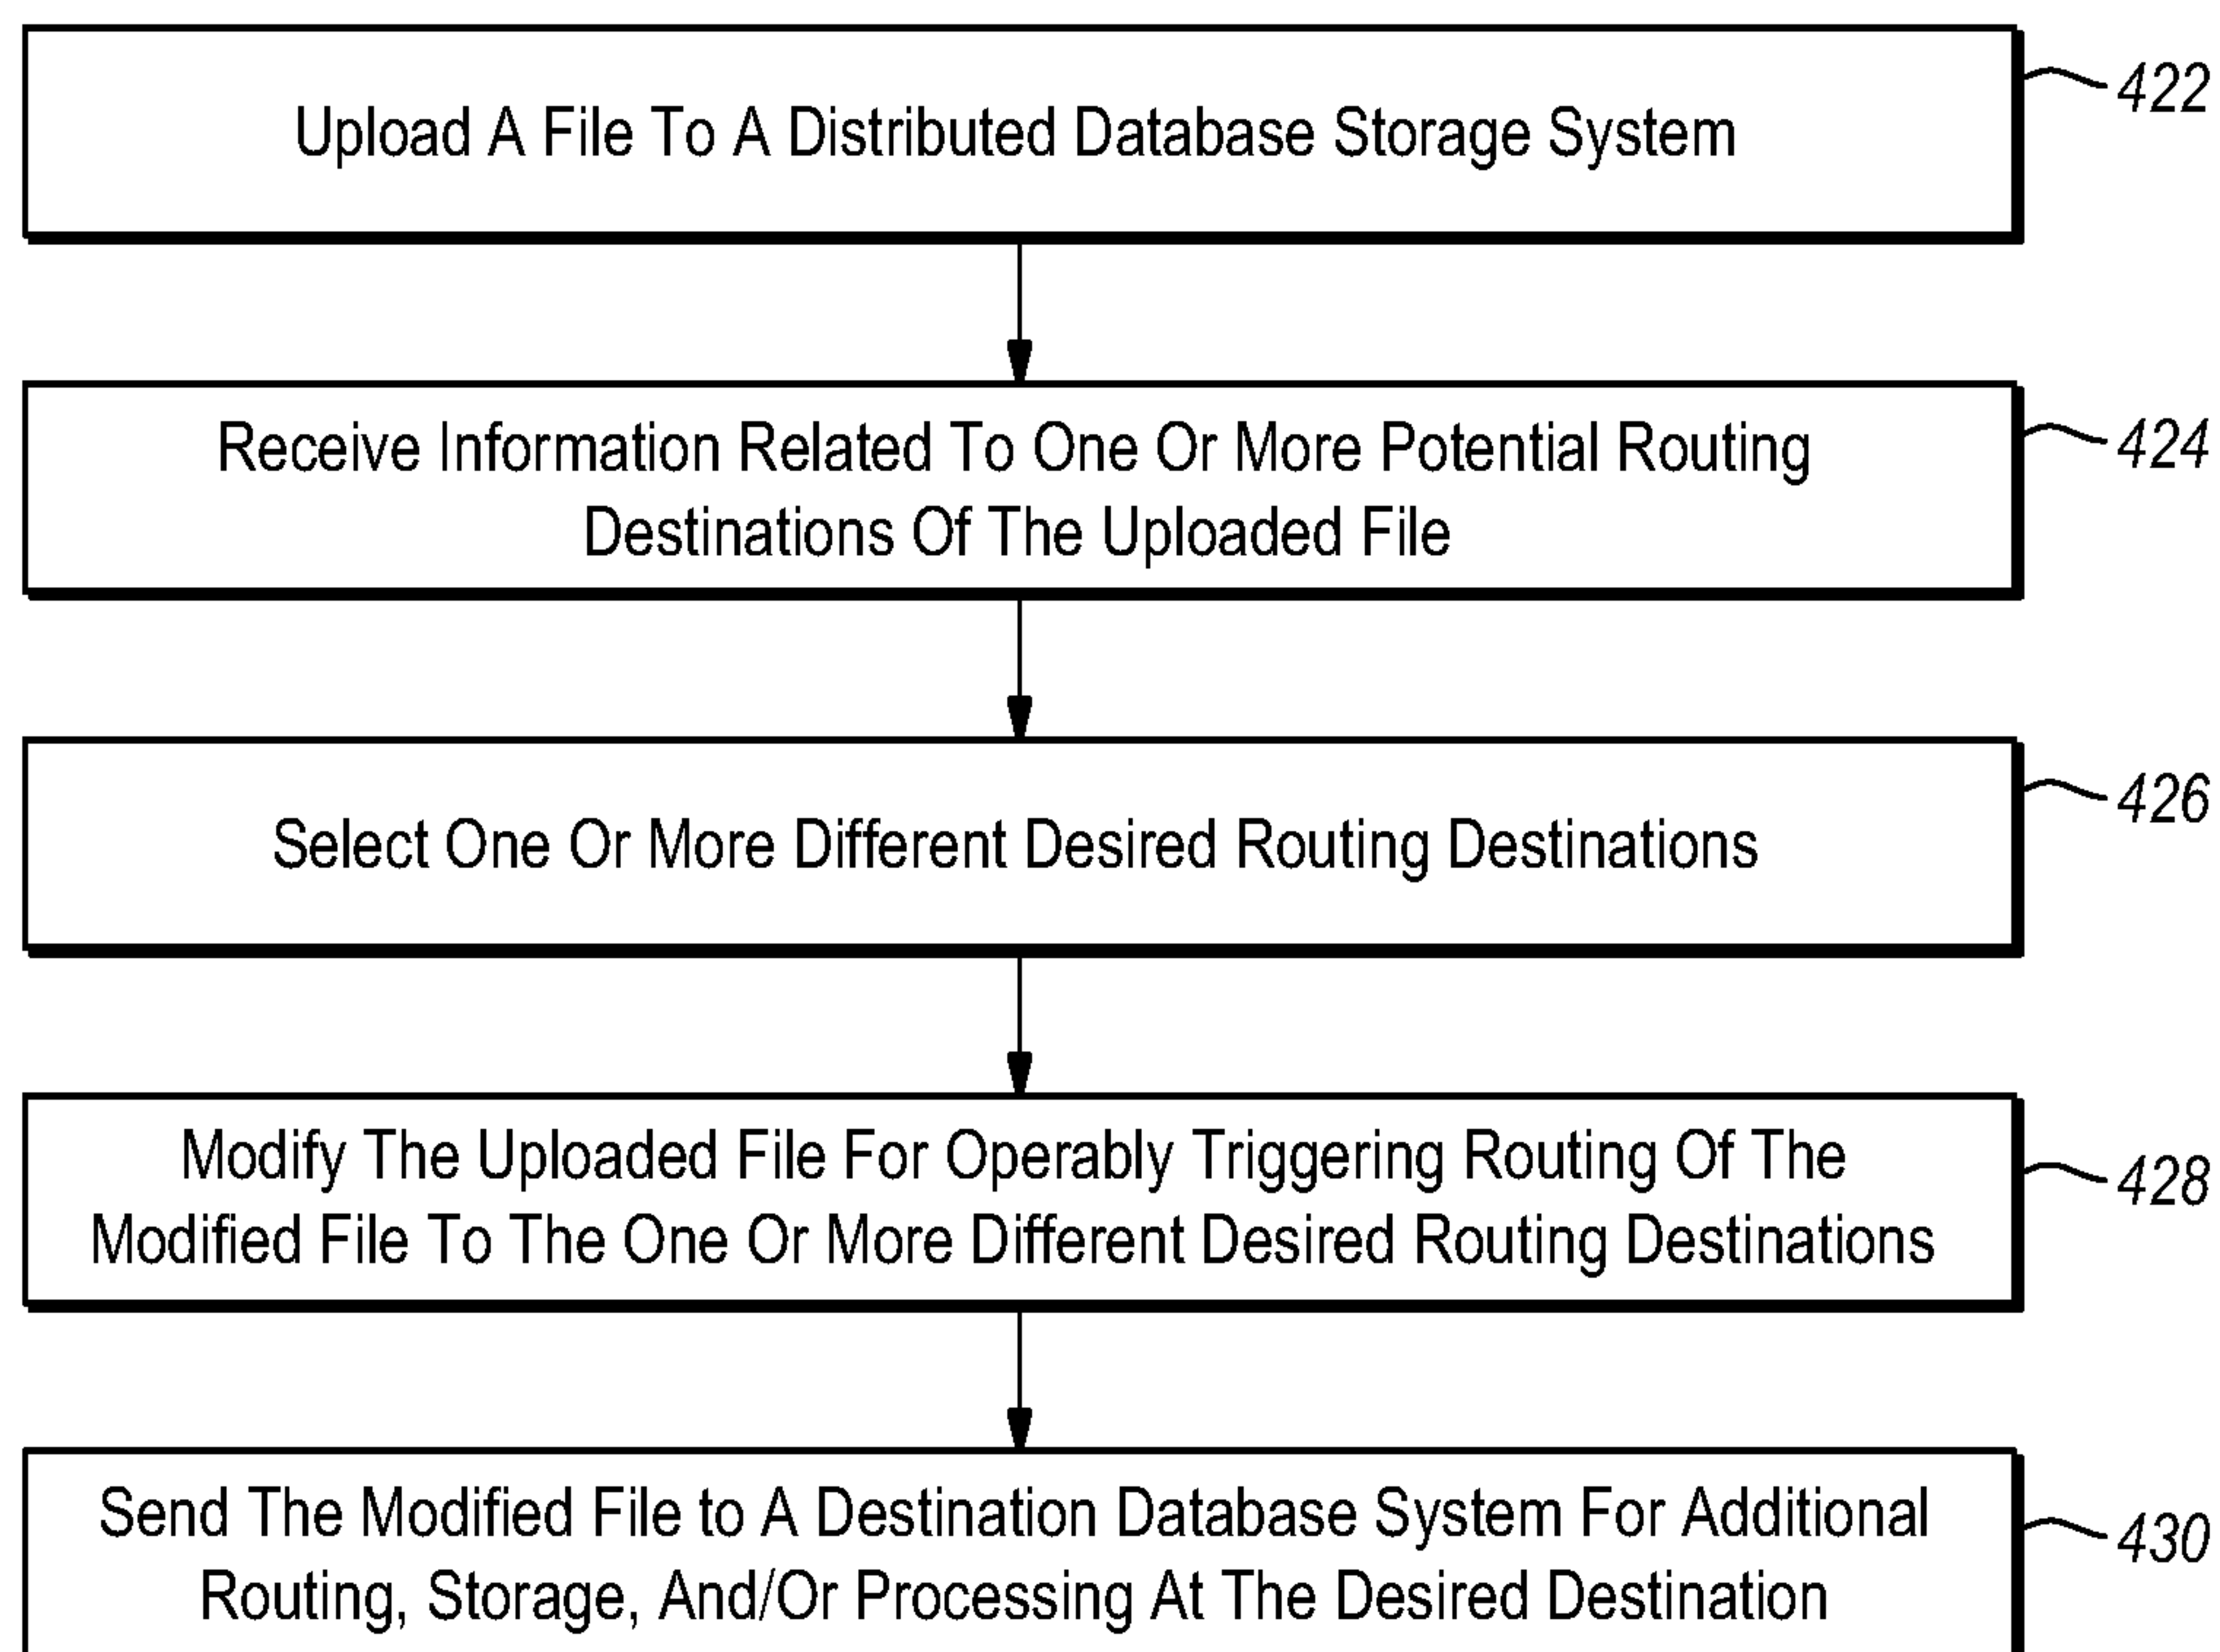 Upload A File To A Distributed Database Storage System
422
Receive Information Related To One Or More Potential Routing
Destinations Of The Uploaded File
424
Select One Or More Different Desired Routing Destinations
426
Modify The Uploaded File For Operably Triggering Routing Of The
Modified File To The One Or More Different Desired Routing Destinations
428
Send The Modified File to A Destination Database System For Additional
Routing, Storage, And/Or Processing At The Desired Destination
430